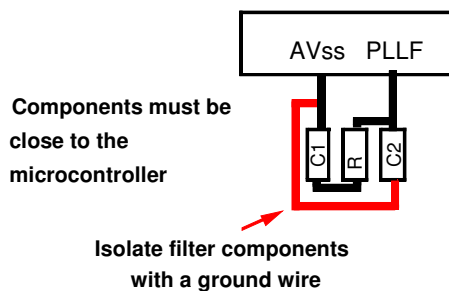 AVss PLLF
Components must be
close to the
microcontroller
C1 R C2
Isolate filter components
with a ground wire